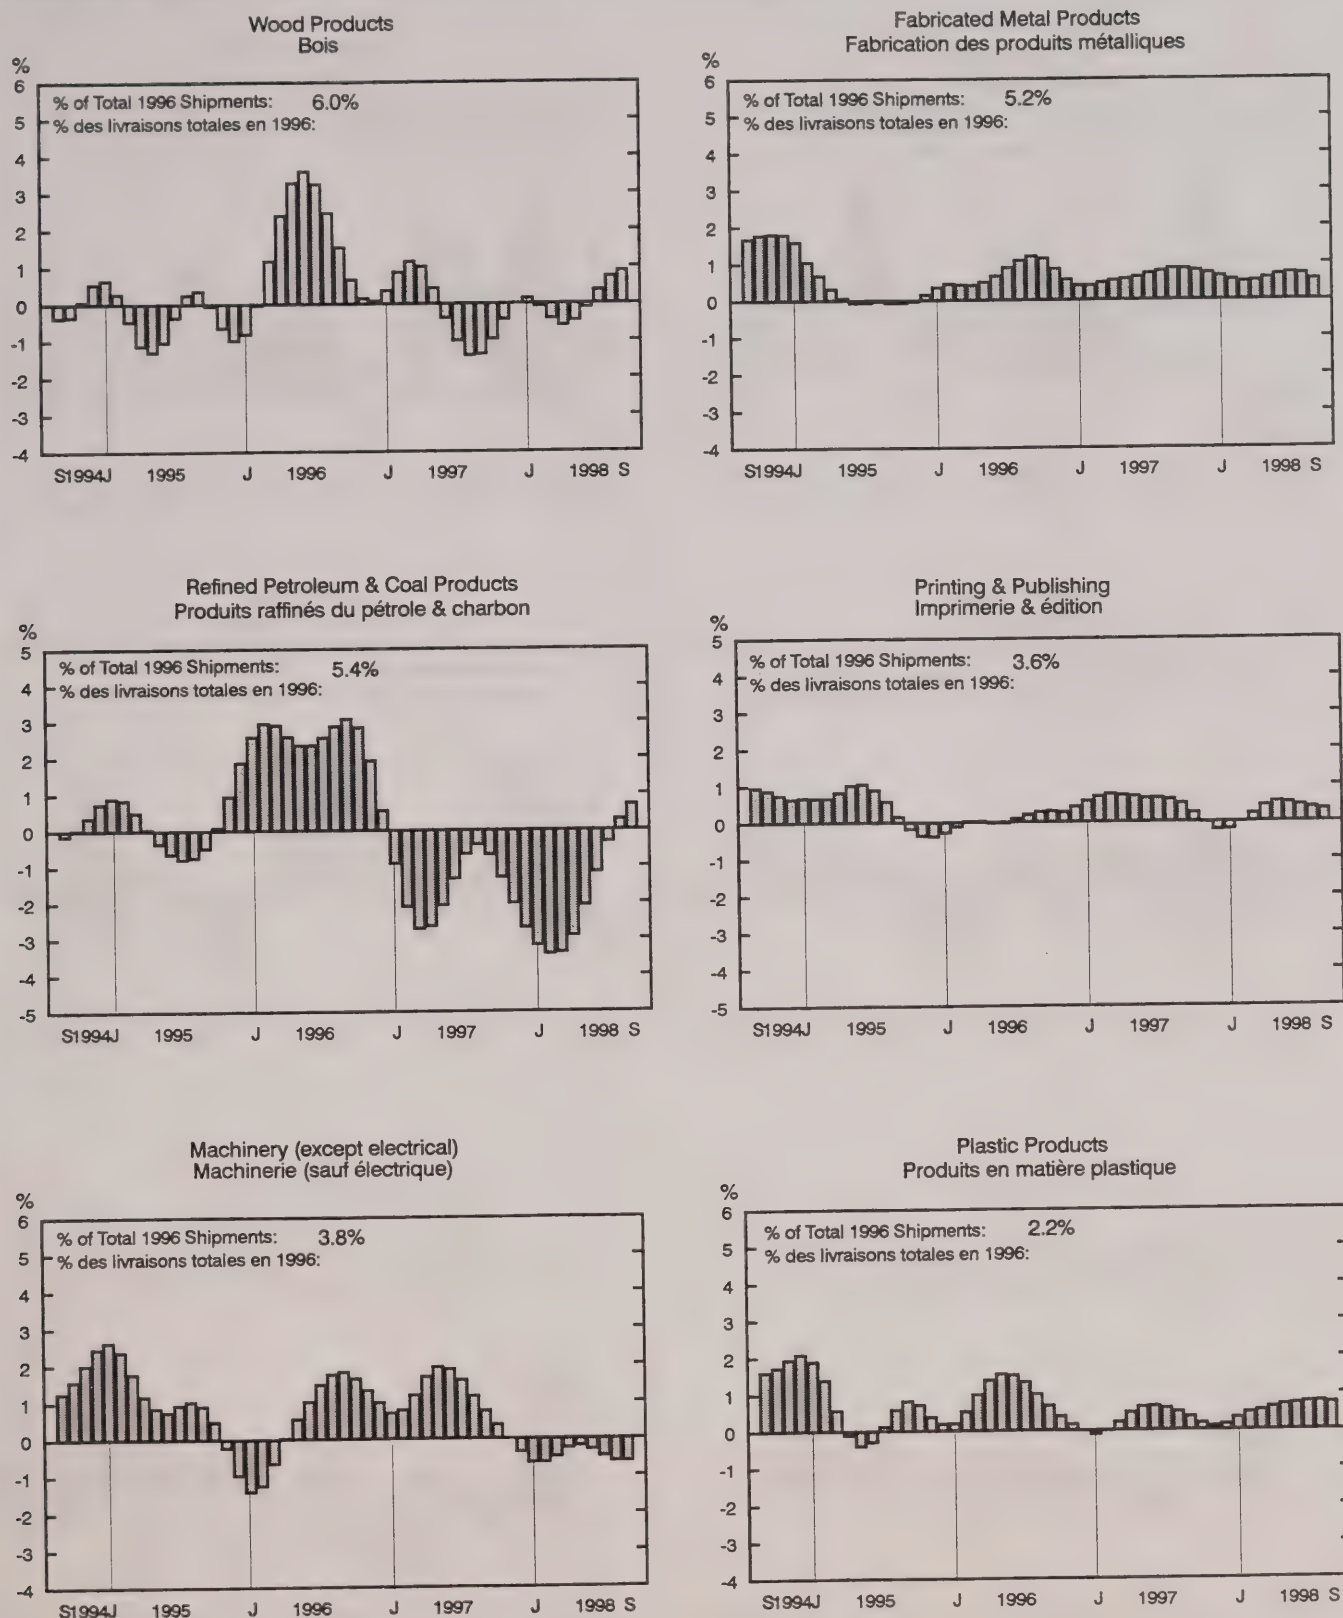 Wood Products
Bois
%
6
% of Total 1996 Shipments: 6.0%
% des livraisons totales en 1996:
5
4
3
2
1
0
-1
-2
-3
-4
S1994J 1995 J 1996 J 1997 J 1998 S
Fabricated Metal Products
Fabrication des produits métalliques
%
6
% of Total 1996 Shipments: 5.2%
% des livraisons totales en 1996:
5
4
3
2
1
0
-1
-2
-3
-4
S1994J 1995 J 1996 J 1997 J 1998 S
Refined Petroleum & Coal Products
Produits raffinés du pétrole & charbon
%
5
% of Total 1996 Shipments: 5.4%
% des livraisons totales en 1996:
4
3
2
1
0
-1
-2
-3
-4
-5
S1994J 1995 J 1996 J 1997 J 1998 S
Printing & Publishing
Imprimerie & édition
%
5
% of Total 1996 Shipments: 3.6%
% des livraisons totales en 1996:
4
3
2
1
0
-1
-2
-3
-4
-5
S1994J 1995 J 1996 J 1997 J 1998 S
Machinery (except electrical)
Machinerie (sauf électrique)
%
6
% of Total 1996 Shipments: 3.8%
% des livraisons totales en 1996:
5
4
3
2
1
0
-1
-2
-3
-4
S1994J 1995 J 1996 J 1997 J 1998 S
Plastic Products
Produits en matière plastique
%
6
% of Total 1996 Shipments: 2.2%
% des livraisons totales en 1996:
5
4
3
2
1
0
-1
-2
-3
-4
S1994J 1995 J 1996 J 1997 J 1998 S